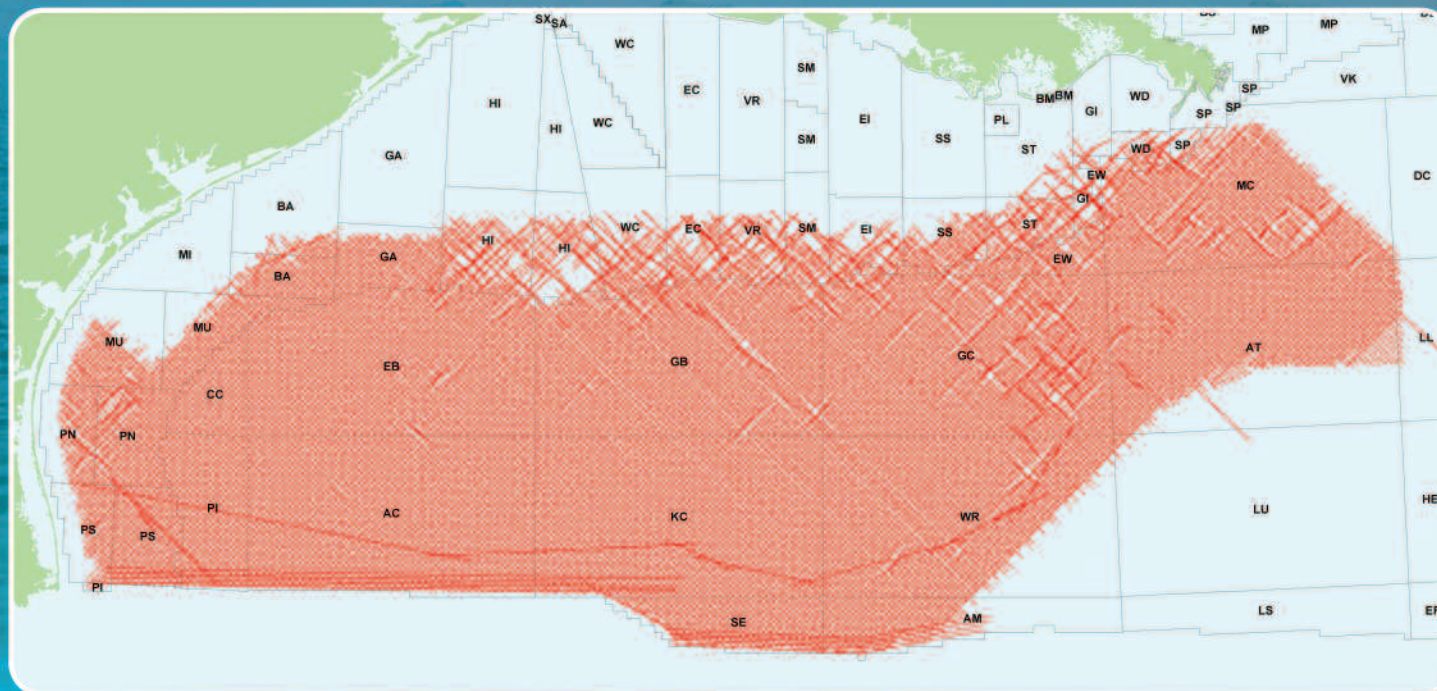 SX SA
WC
MP
MP
HI
EC
VR
SM
VK
BM BM
WD
SP
SP
HI
WC
EI
PL
GI
SP
GA
SM
SS
ST
WD
SP
EW
MC
DC
BA
GI
HI
WC
EC
VR
SM
EI
SS
ST
MI
HI
GA
EW
BA
MU
MU
EB
GB
GC
AT
LL
CC
PN
PN
PI
AC
KC
WR
LU
HE
PS
PS
PI
SE
AM
LS